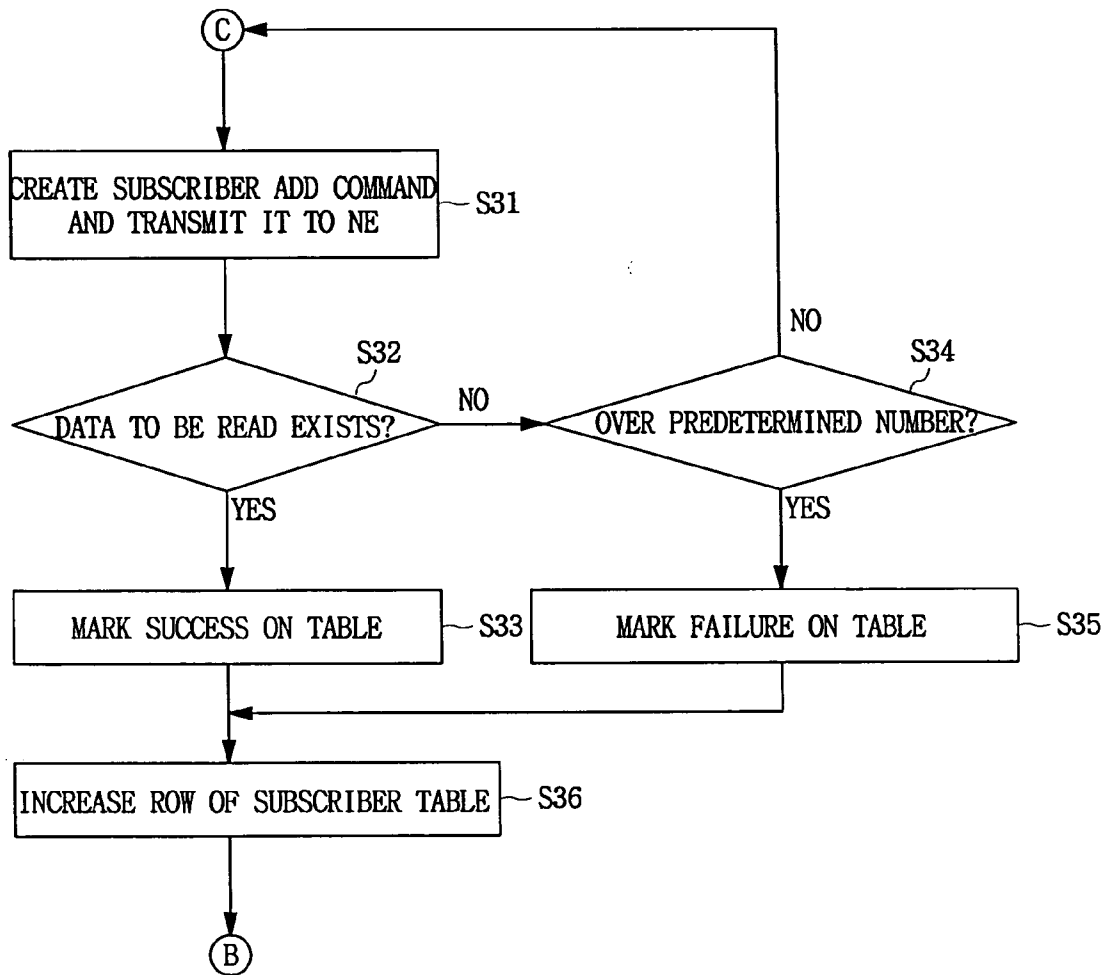 C
CREATE SUBSCRIBER ADD COMMAND
AND TRANSMIT IT TO NE
S31
NO
S32
S34
DATA TO BE READ EXISTS?
NO
OVER PREDETERMINED NUMBER?
YES
YES
MARK SUCCESS ON TABLE
S33
MARK FAILURE ON TABLE
S35
INCREASE ROW OF SUBSCRIBER TABLE
S36
B